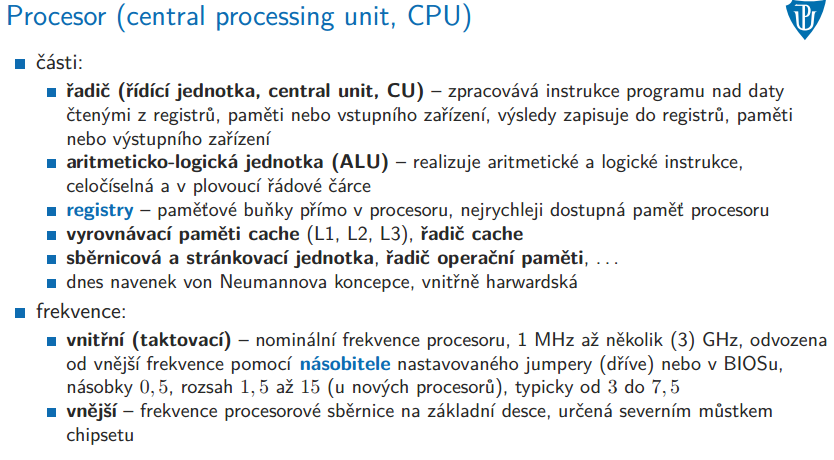 Procesor (central processing unit, CPU)
části:
řadič (řídící jednotka, central unit, CU) – zpracovává instrukce programu nad daty
čtenými z registrů, paměti nebo vstupního zařízení, výsledky zapisuje do registrů, paměti
nebo výstupního zařízení
aritmeticko-logická jednotka (ALU) – realizuje aritmetické a logické instrukce,
celočíselná a v plovoucí řádové čárce
registry – paměťové buňky přímo v procesoru, nejrychleji dostupná paměť procesoru
vyrovnávací paměti cache (L1, L2, L3), řadič cache
sběrnicová a stránkovací jednotka, řadič operační paměti, ...
dnes navenek von Neumannova koncepce, vnitřně harwardská
frekvence:
vnitřní (taktovací) – nominální frekvence procesoru, 1 MHz až několik (3) GHz, odvozena
od vnější frekvence pomocí násobitele nastavovaného jumpery (dříve) nebo v BIOSu,
násobky 0, 5, rozsah 1, 5 až 15 (u nových procesorů), typicky od 3 do 7, 5
vnější – frekvence procesorové sběrnice na základní desce, určená severním můstkem
chipsetu